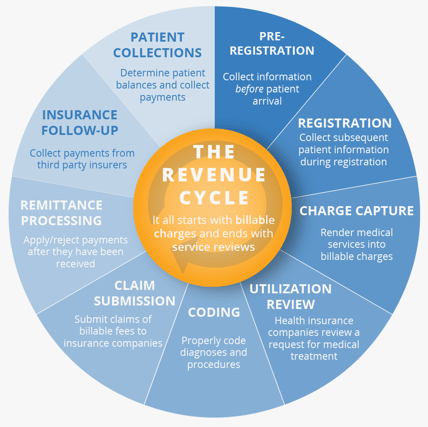 PRE-
REGISTRATION
Collect information
before patient
arrival
REGISTRATION
Collect subsequent
patient information
during registration
CHARGE CAPTURE
Render medical
services into
billable charges
UTILIZATION
REVIEW
Health insurance
companies review a
request for medical
treatment
CODING
Properly code
diagnoses and
procedures
CLAIM
SUBMISSION
Submit claims of
billable fees to
insurance companies
REMITTANCE
PROCESSING
Apply/reject payments
after they have been
received
INSURANCE
FOLLOW-UP
Collect payments from
third party insurers
PATIENT
COLLECTIONS
Determine patient
balances and collect
payments
THE
REVENUE
CYCLE
It all starts with billable
charges and ends with
service reviews